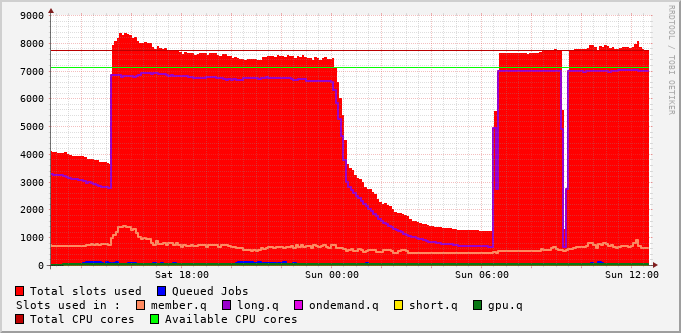 9000
8000
7000
6000
5000
4000
3000
2000
1000
0
Sat 18:00 Sun 00:00 Sun 06:00 Sun 12:00
RRDTOOL / TOBI OETIKER
Total slots used Queued Jobs
Slots used in : member.q long.q ondemand.q short.q gpu.q
Total CPU cores Available CPU cores